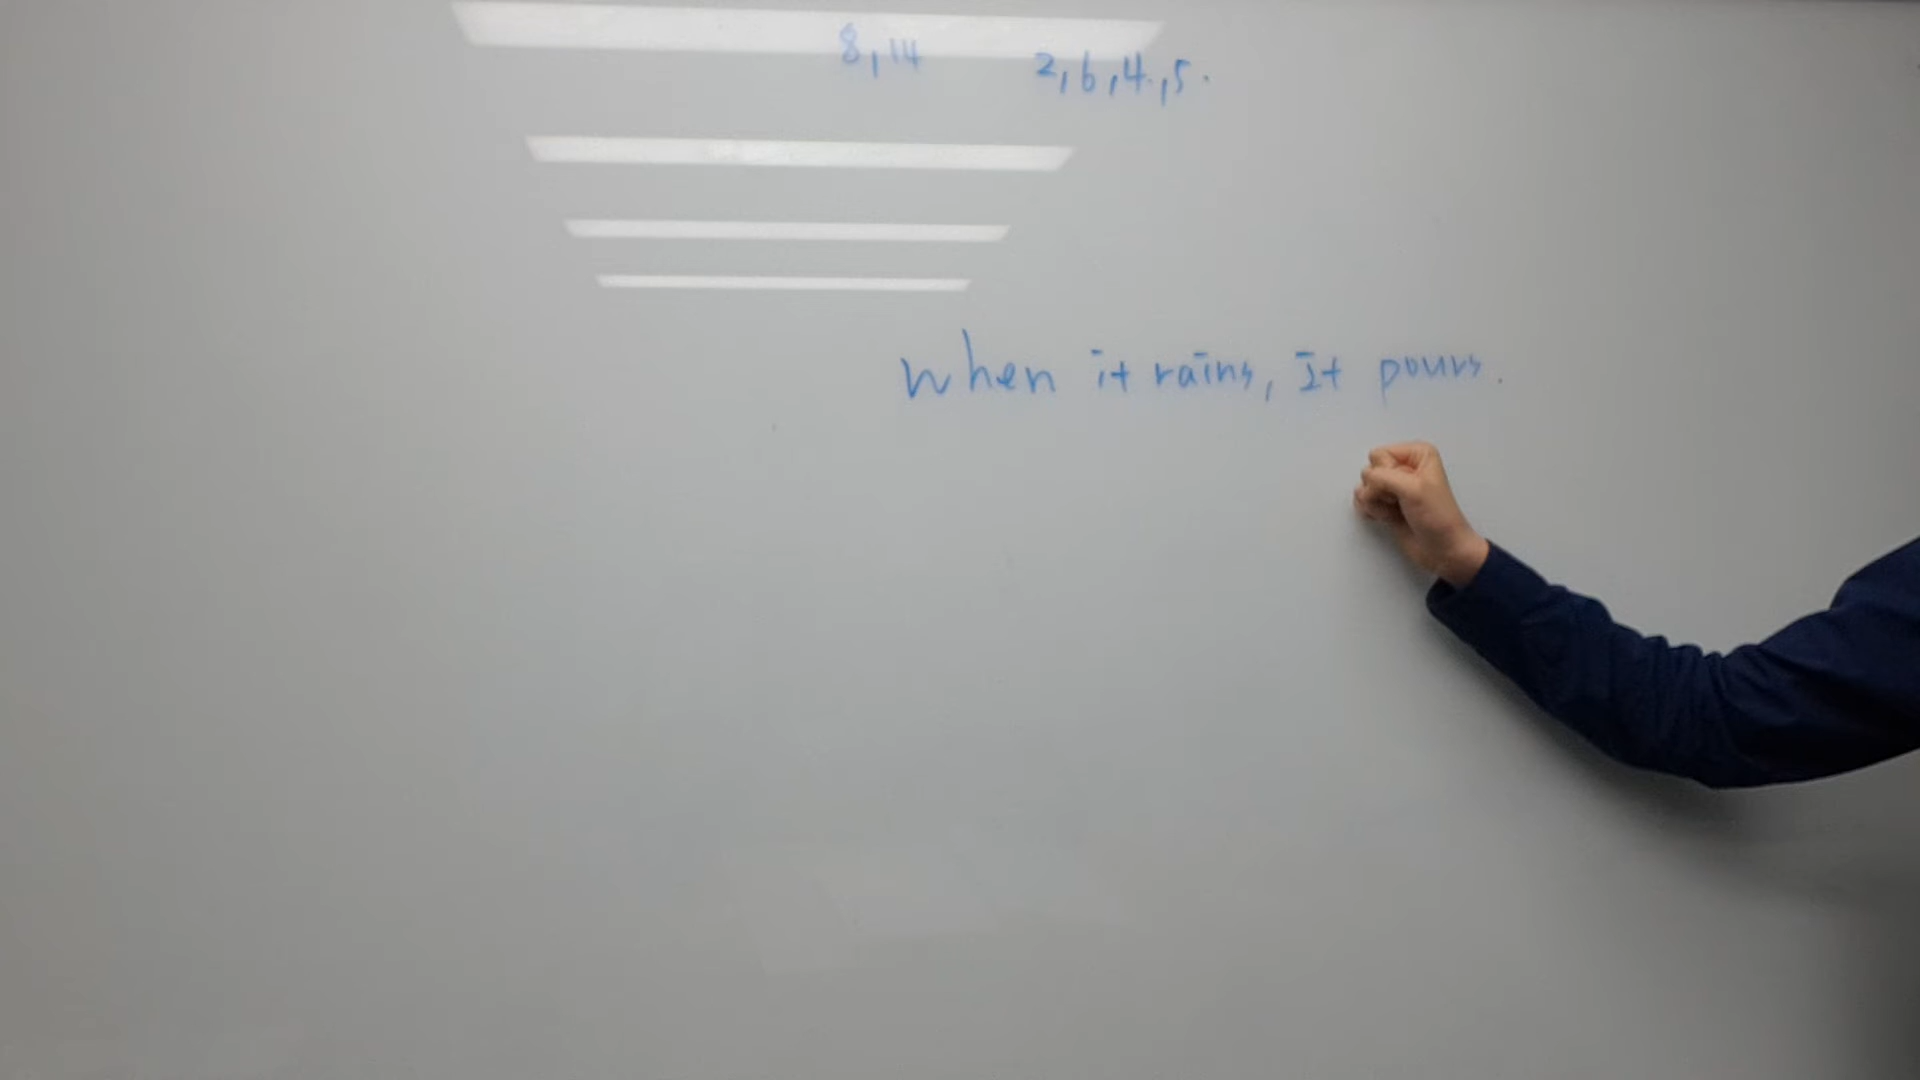 8,14 2,6,4,5.
when it rains, It pours.